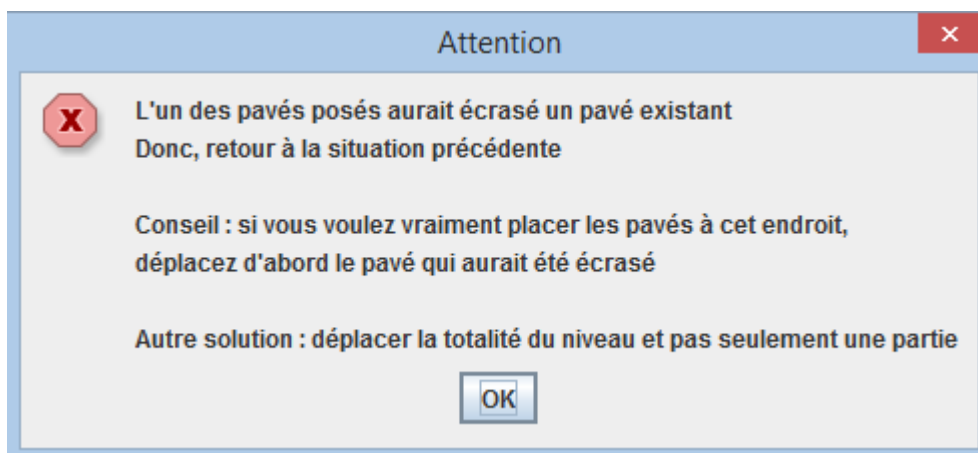 Attention
L'un des pavés posés aurait écrasé un pavé existant
Donc, retour à la situation précédente
Conseil : si vous voulez vraiment placer les pavés à cet endroit,
déplacez d'abord le pavé qui aurait été écrasé
Autre solution : déplacer la totalité du niveau et pas seulement une partie
OK